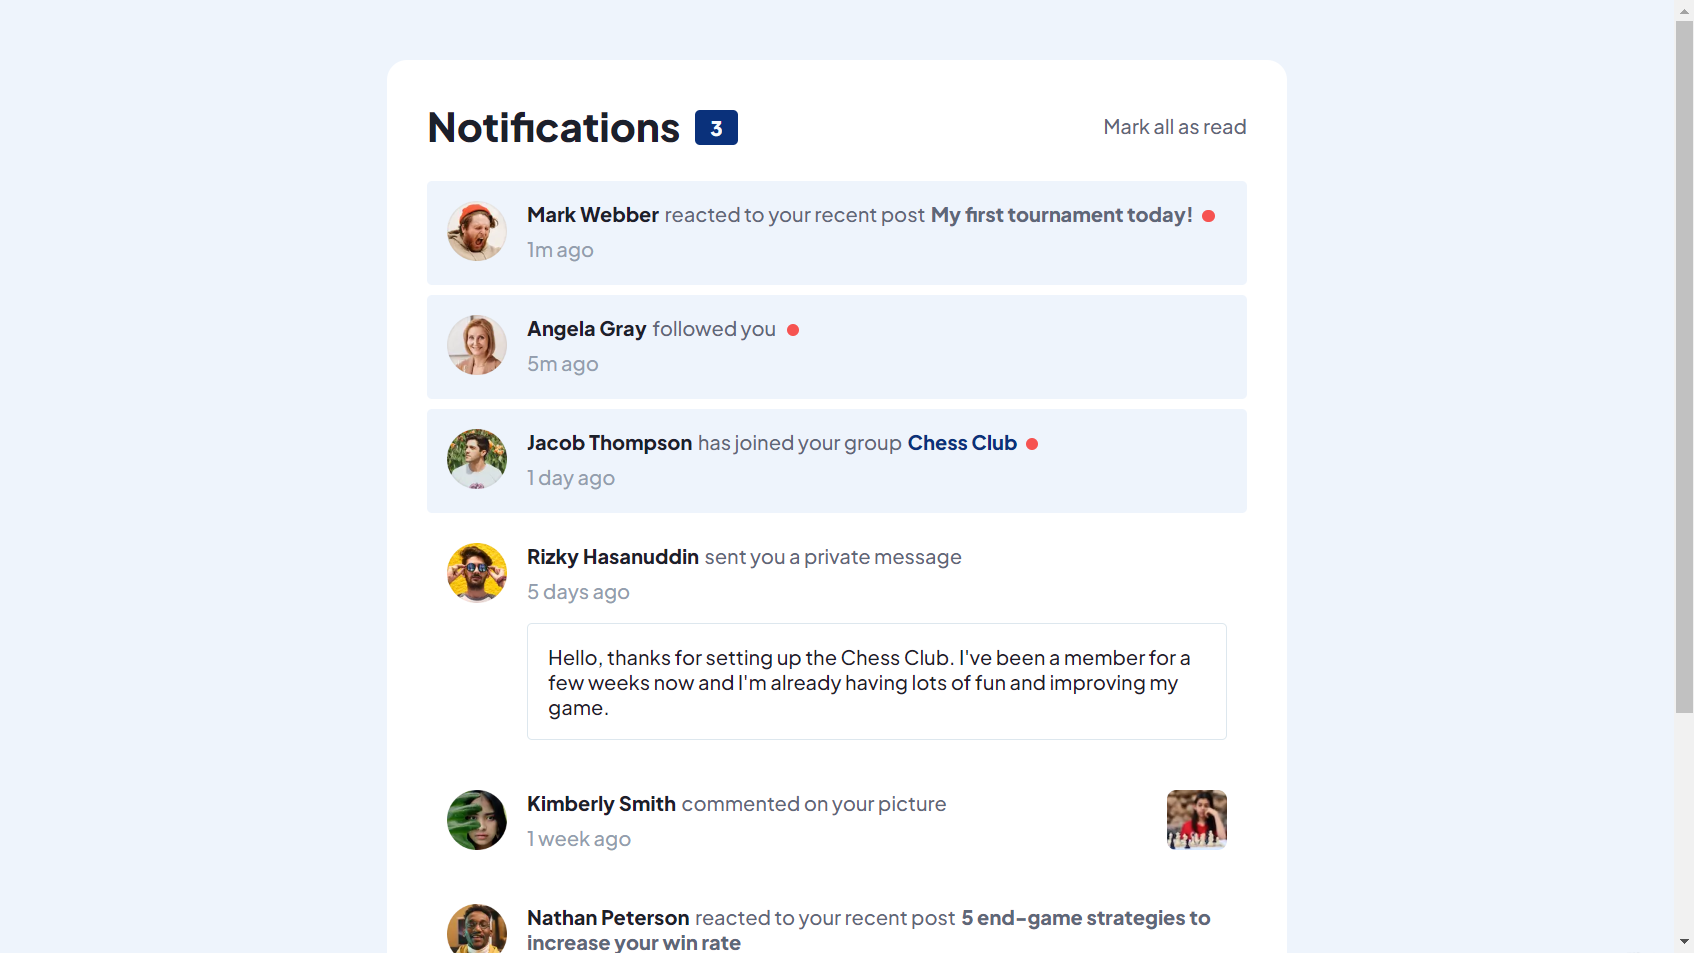 Notifications 3
Mark all as read
Mark Webber reacted to your recent post My first tournament today!
1m ago
Angela Gray followed you
5m ago
Jacob Thompson has joined your group Chess Club
1 day ago
Rizky Hasanuddin sent you a private message
5 days ago
Hello, thanks for setting up the Chess Club. I've been a member for a
few weeks now and I'm already having lots of fun and improving my
game.
Kimberly Smith commented on your picture
1 week ago
Nathan Peterson reacted to your recent post 5 end-game strategies to
increase your win rate